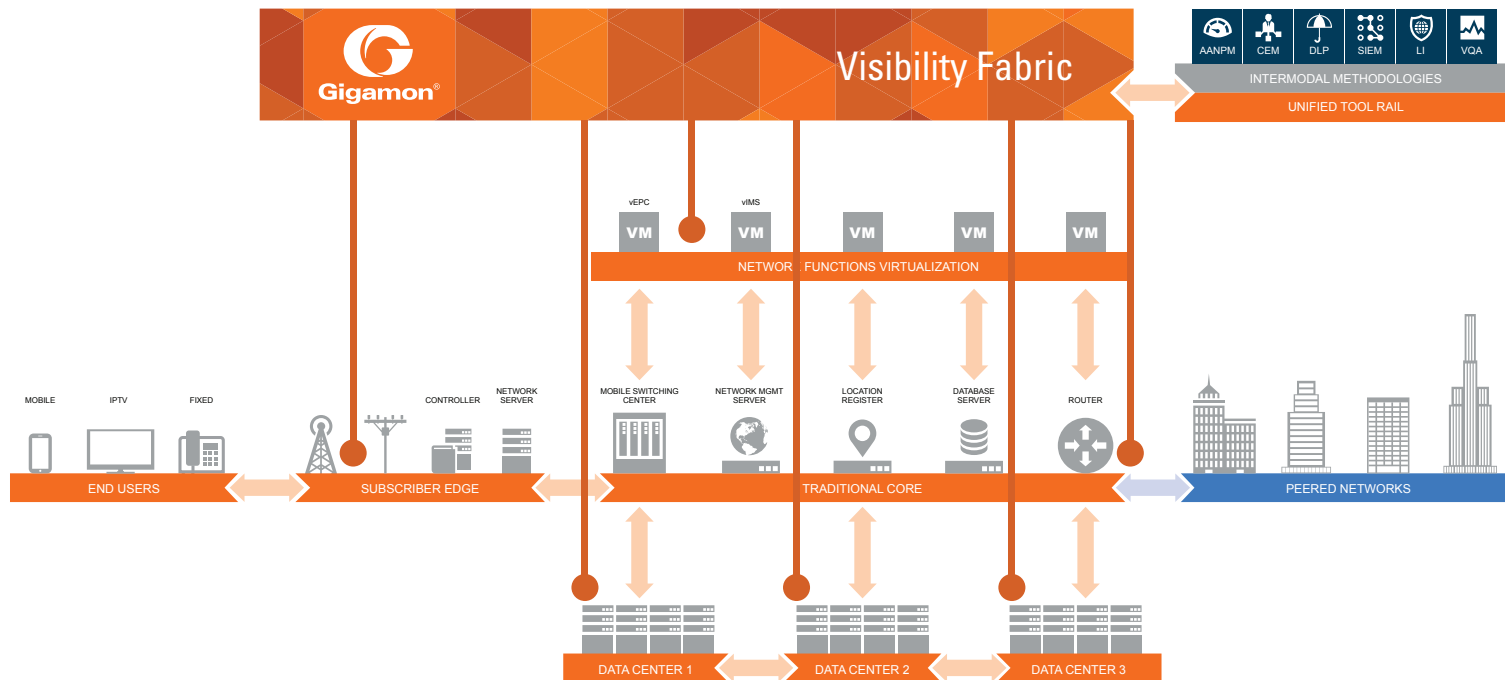 Gigamon®
Visibility Fabric
AANPM
CEM
DLP
SIEM
LI
VQA
INTERMODAL METHODOLOGIES
UNIFIED TOOL RAIL
vEPC
vIMS
VM
VM
VM
VM
VM
NETWORK FUNCTIONS VIRTUALIZATION
MOBILE
IPTV
FIXED
CONTROLLER
NETWORK
SERVER
MOBILE SWITCHING
CENTER
NETWORK MGMT
SERVER
LOCATION
REGISTER
DATABASE
SERVER
ROUTER
END USERS
SUBSCRIBER EDGE
TRADITIONAL CORE
PEERED NETWORKS
DATA CENTER 1
DATA CENTER 2
DATA CENTER 3